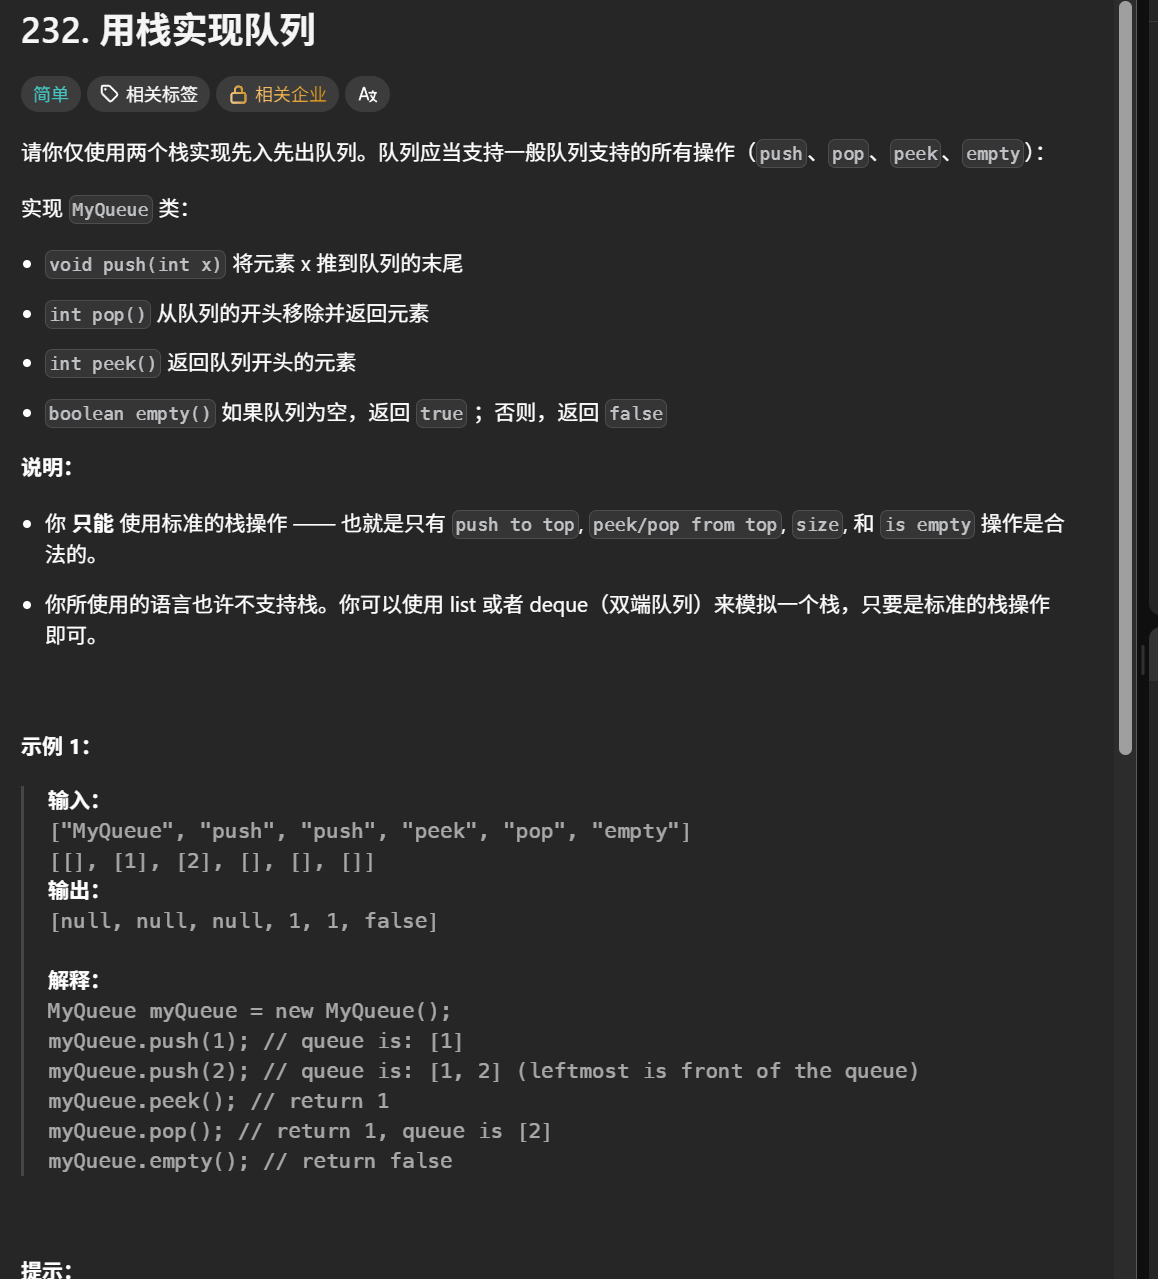 232. 用栈实现队列
简单 相关标签 相关企业 Az
请你仅使用两个栈实现先入先出队列。队列应当支持一般队列支持的所有操作（push、pop、peek、empty）：
实现 MyQueue 类：
• void push(int x) 将元素 x 推到队列的末尾
• int pop() 从队列的开头移除并返回元素
• int peek() 返回队列开头的元素
• boolean empty() 如果队列为空，返回 true ；否则，返回 false
说明：
• 你 只能 使用标准的栈操作 —— 也就是只有 push to top, peek/pop from top, size, 和 is empty 操作是合
法的。
• 你所使用的语言也许不支持栈。你可以使用 list 或者 deque（双端队列）来模拟一个栈，只要是标准的栈操作
即可。
示例 1：
输入：
["MyQueue", "push", "push", "peek", "pop", "empty"]
[[], [1], [2], [], [], []]
输出：
[null, null, null, 1, 1, false]
解释：
MyQueue myQueue = new MyQueue();
myQueue.push(1); // queue is: [1]
myQueue.push(2); // queue is: [1, 2] (leftmost is front of the queue)
myQueue.peek(); // return 1
myQueue.pop(); // return 1, queue is [2]
myQueue.empty(); // return false
提示：